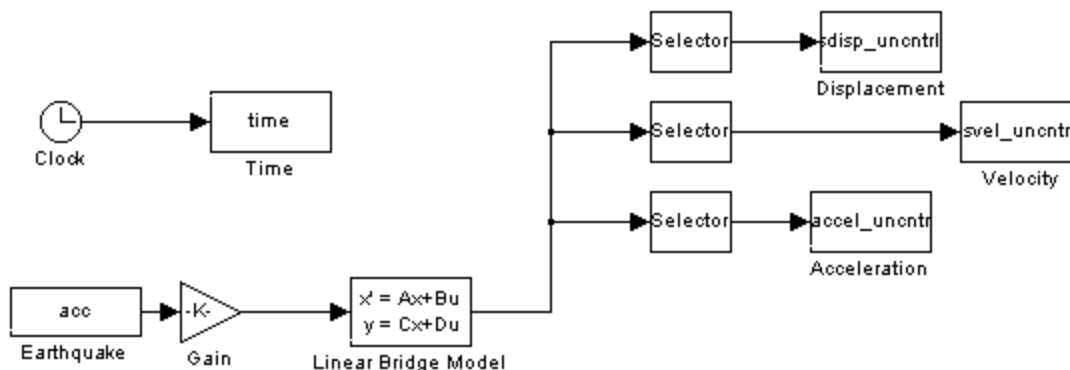 Selector
sdisp_uncntrl
Displacement
time
Clock
Time
Selector
svel_uncntr
Velocity
Selector
accel_uncntr
Acceleration
acc
Earthquake
-K-
Gain
x' = Ax+Bu
y = Cx+Du
Linear Bridge Model